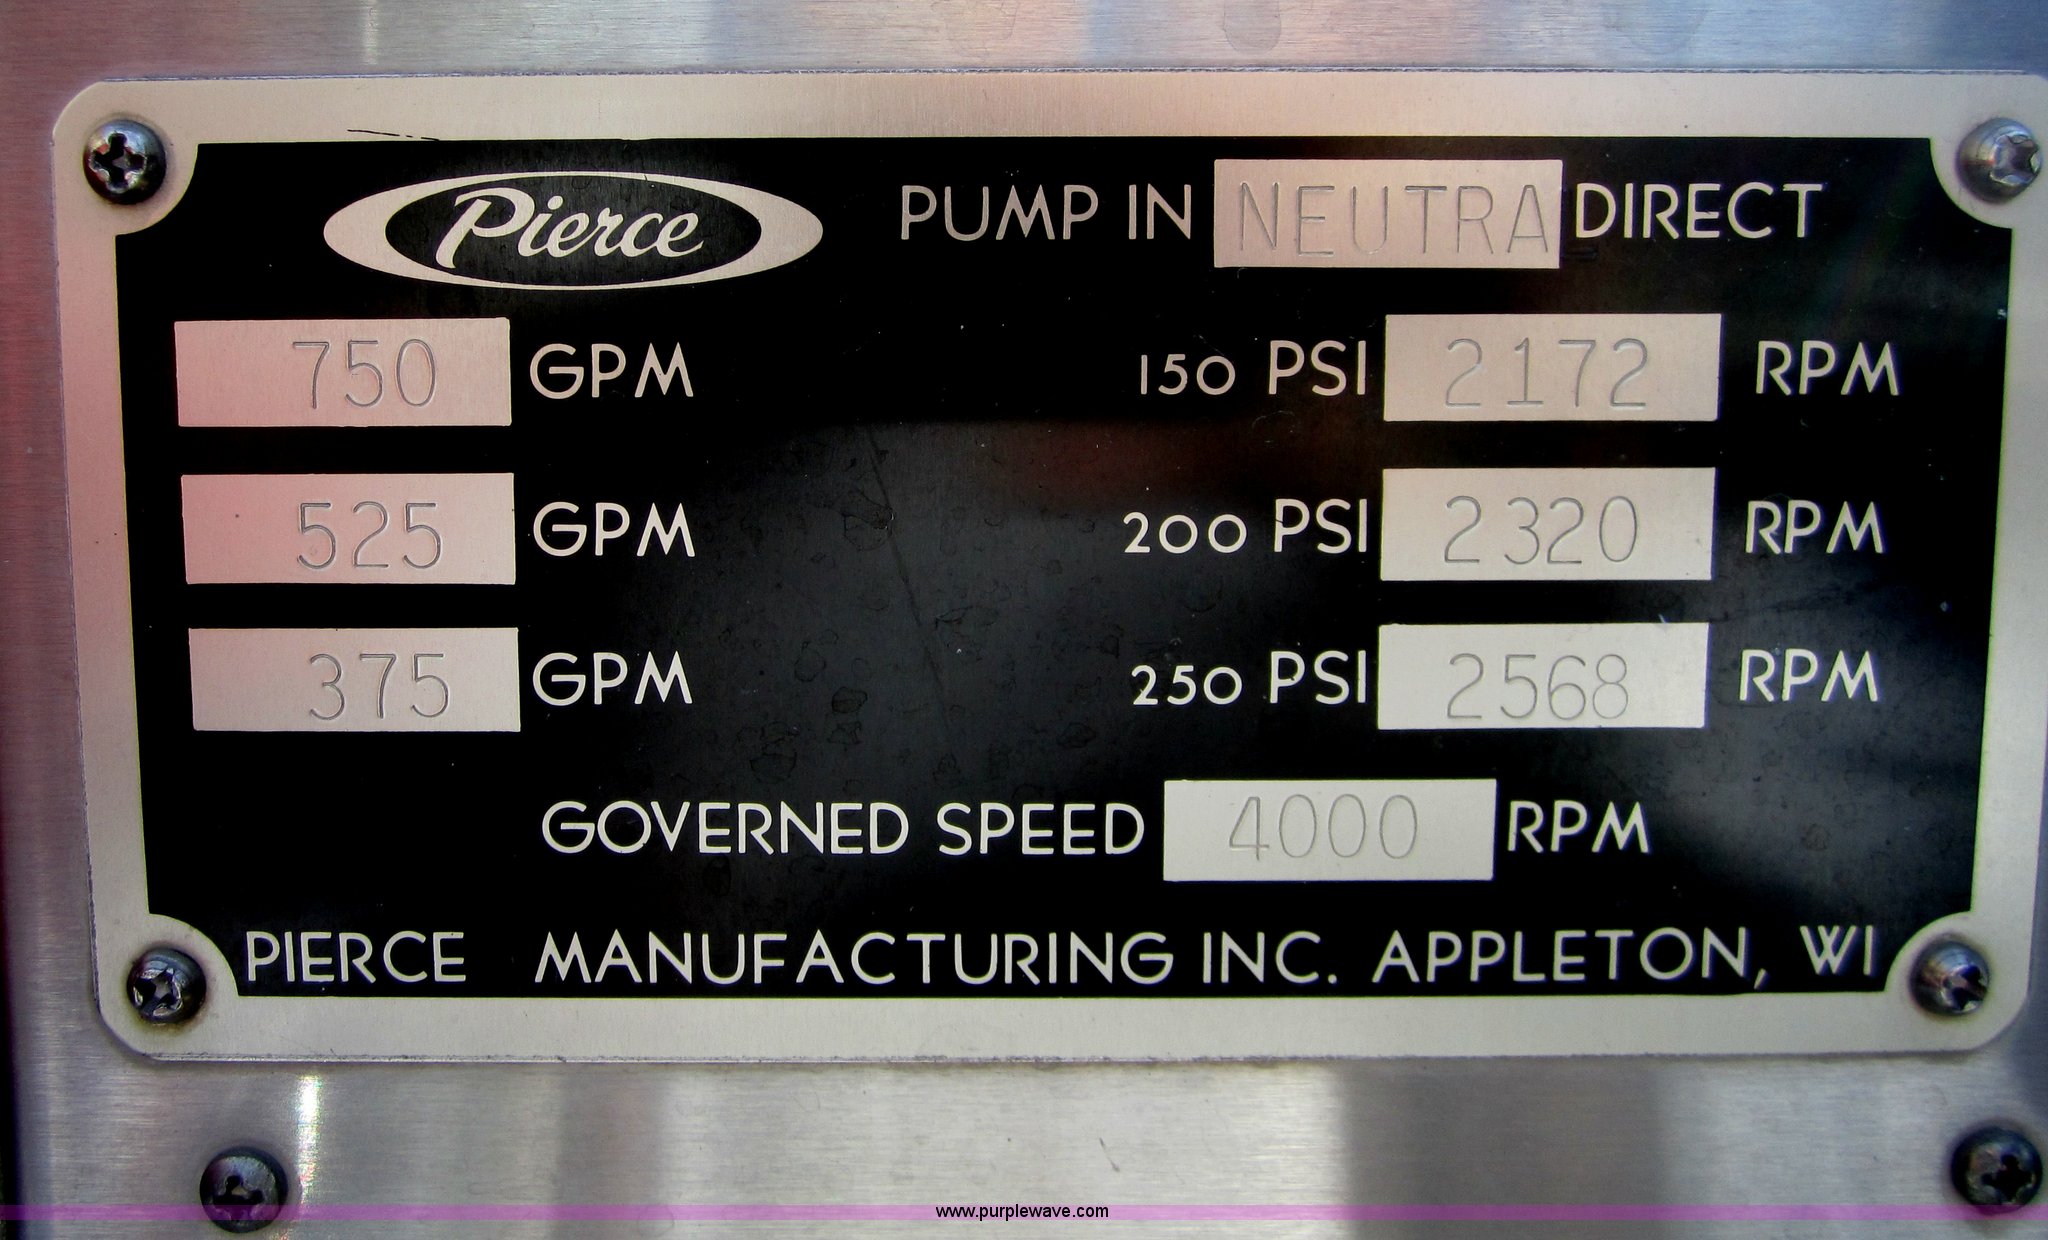 Pierce PUMP IN NEUTRA DIRECT
750 GPM 150 PSI 2172 RPM
525 GPM 200 PSI 2320 RPM
375 GPM 250 PSI 2568 RPM
GOVERNED SPEED 4000 RPM
PIERCE MANUFACTURING INC. APPLETON, WI
www.purplewave.com